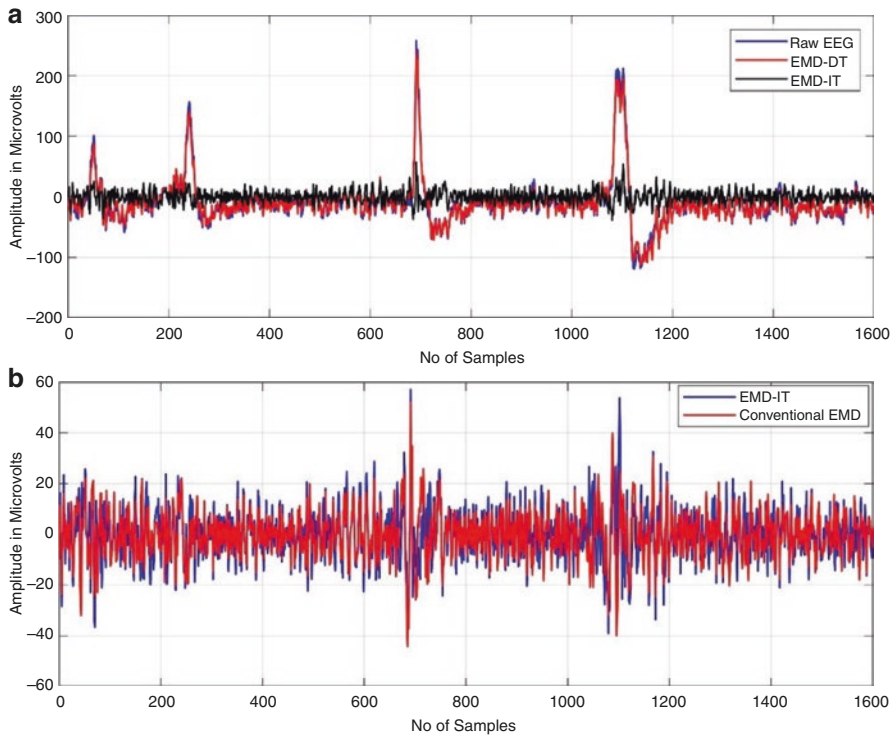 a
300
200
100
0
−100
−200
Amplitude in Microvolts
Raw EEG
EMD-DT
EMD-IT
0 200 400 600 800 1000 1200 1400 1600
No of Samples
b
60
40
20
0
−20
−40
−60
Amplitude in Microvolts
EMD-IT
Conventional EMD
0 200 400 600 800 1000 1200 1400 1600
No of Samples